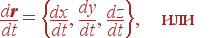 d𝐫/dt = {dx/dt, dy/dt, dz/dt}, или